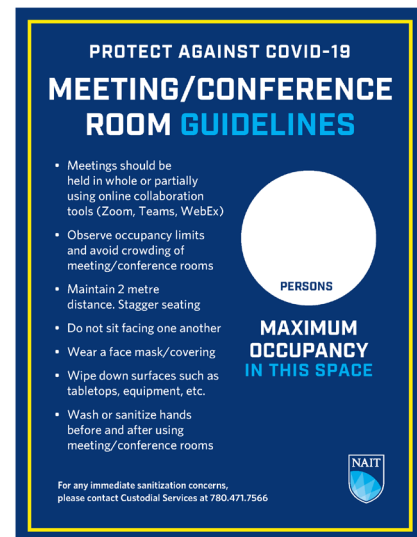 PROTECT AGAINST COVID-19
MEETING/CONFERENCE
ROOM GUIDELINES
• Meetings should be
held in whole or partially
using online collaboration
tools (Zoom, Teams, WebEx)
• Observe occupancy limits
and avoid crowding of
meeting/conference rooms
• Maintain 2 metre
distance. Stagger seating
• Do not sit facing one another
• Wear a face mask/covering
• Wipe down surfaces such as
tabletops, equipment, etc.
• Wash or sanitize hands
before and after using
meeting/conference rooms
PERSONS
MAXIMUM
OCCUPANCY
IN THIS SPACE
For any immediate sanitization concerns,
please contact Custodial Services at 780.471.7566
NAIT